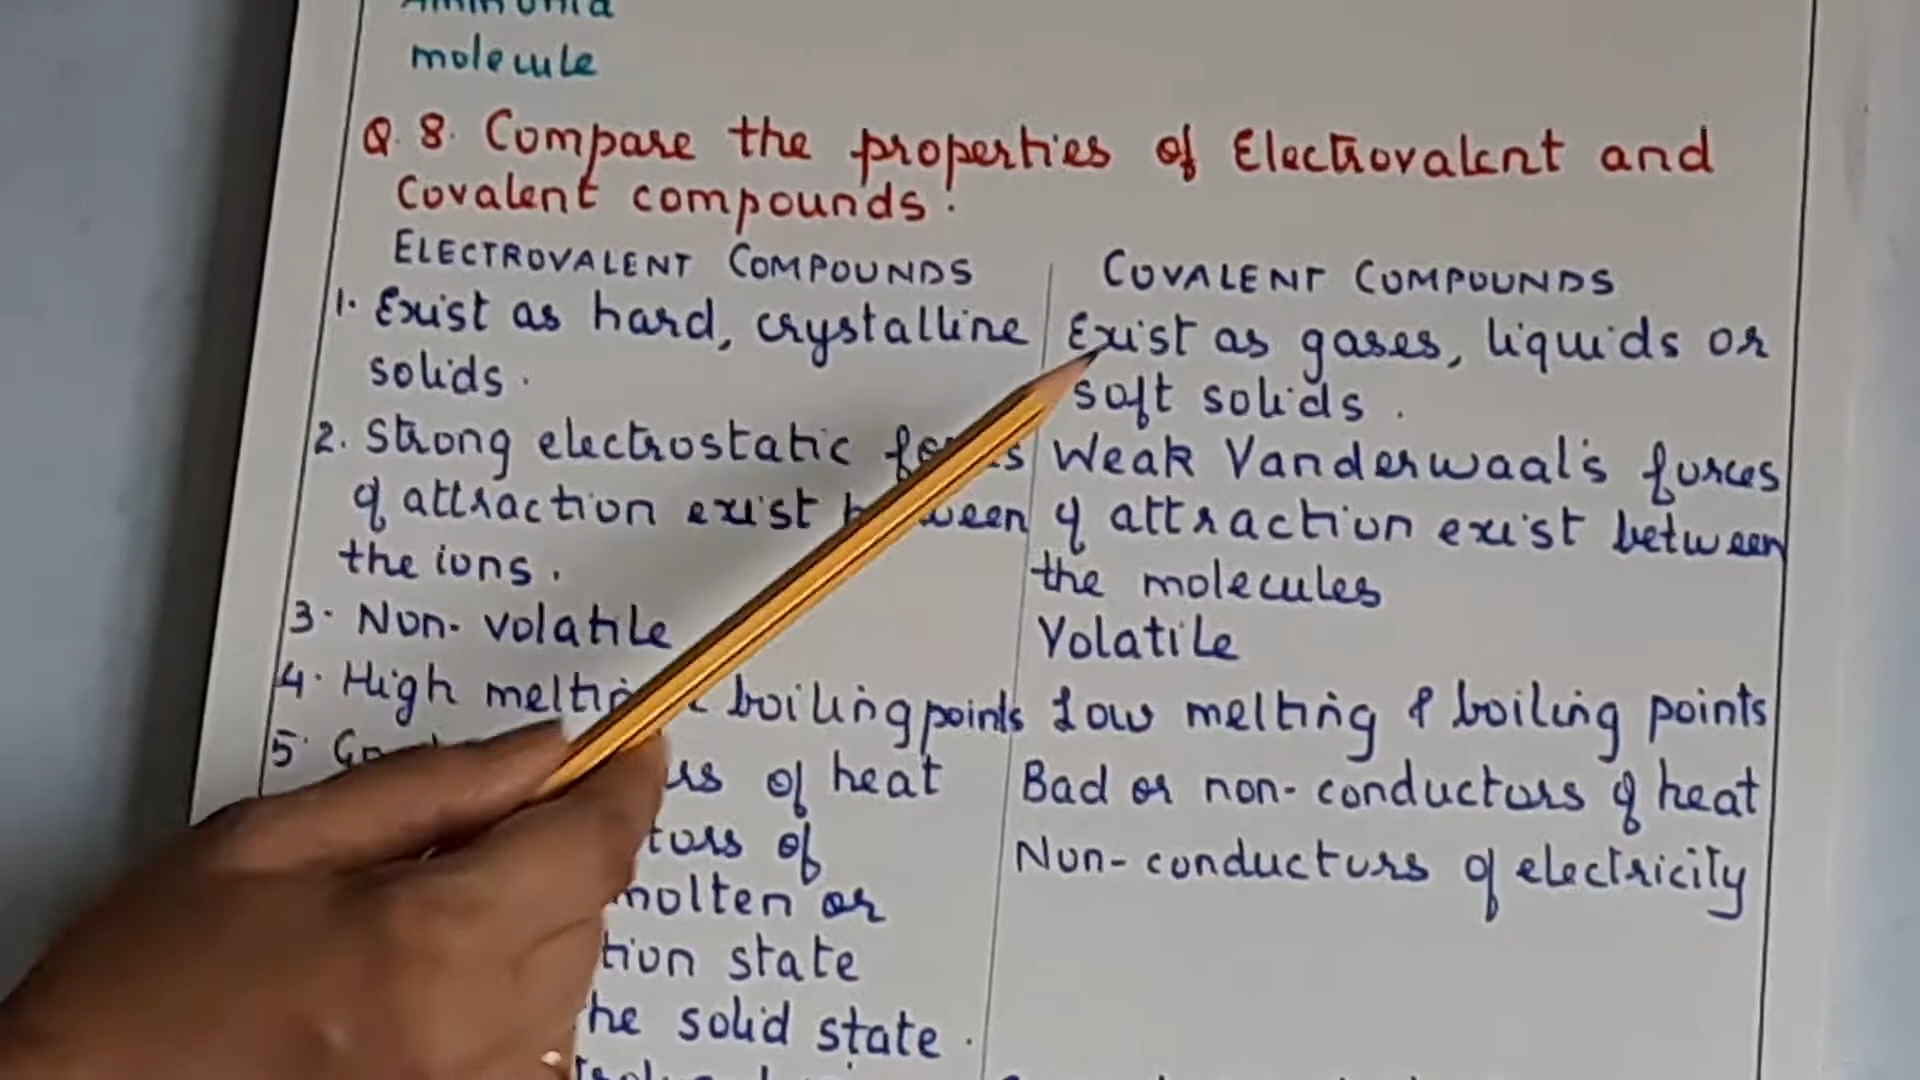 molecule
Q.8. Compare the properties of Electrovalent and
Covalent compounds.
ELECTROVALENT COMPOUNDS
1. Exist as hard, crystalline
solids.
2. Strong electrostatic
of attraction exist
the ions.
3. Non-volatile
4. High boiling points
5.
of heat
of
molten or
state
the solid state.
COVALENT COMPOUNDS
Exist as gases, liquids or
soft solids.
Weak Vanderwaal's forces
of attraction exist between
the molecules
Volatile
Low melting & boiling points
Bad or non-conductors of heat
Non-conductors of electricity